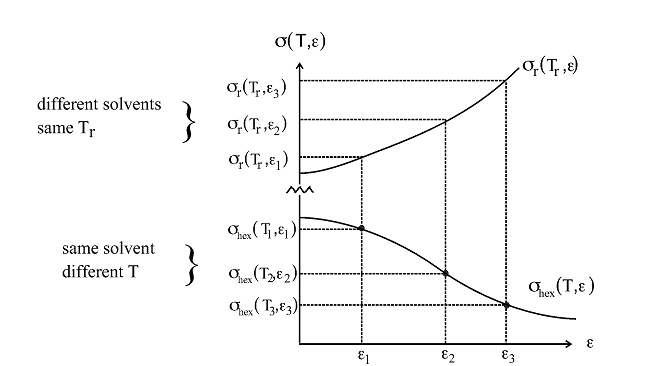 σ(T,ε)
σr(Tr,ε)
different solvents
same Tr
σr(Tr,ε3)
σr(Tr,ε2)
σr(Tr,ε1)
same solvent
different T
σhex(T1,ε1)
σhex(T2,ε2)
σhex(T3,ε3)
σhex(T,ε)
ε1 ε2 ε3 ε